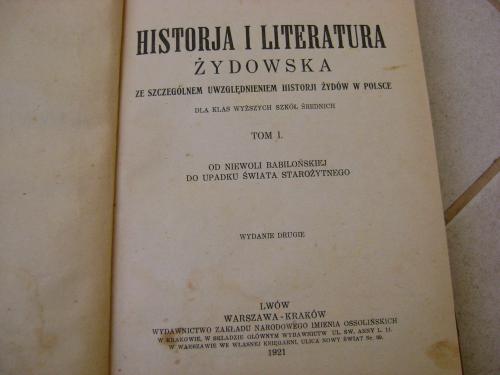 HISTORJA I LITERATURA
ŻYDOWSKA
ZE SZCZEGÓLNEM UWZGLĘDNIENIEM HISTORJI ŻYDÓW W POLSCE
DLA KLAS WYŻSZYCH SZKÓŁ ŚREDNICH
TOM I.
OD NIEWOLI BABILOŃSKIEJ
DO UPADKU ŚWIATA STAROŻYTNEGO
WYDANIE DRUGIE
LWÓW
WARSZAWA - KRAKÓW
WYDAWNICTWO ZAKŁADU NARODOWEGO IMIENIA OSSOLIŃSKICH
W KRAKOWIE, W SKŁADZIE GŁÓWNYM WYDAWNICTW UL. ŚW. ANNY L. 11.
W WARSZAWIE WE WŁASNEJ KSIĘGARNI, ULICA NOWY ŚWIAT Nr.
1921